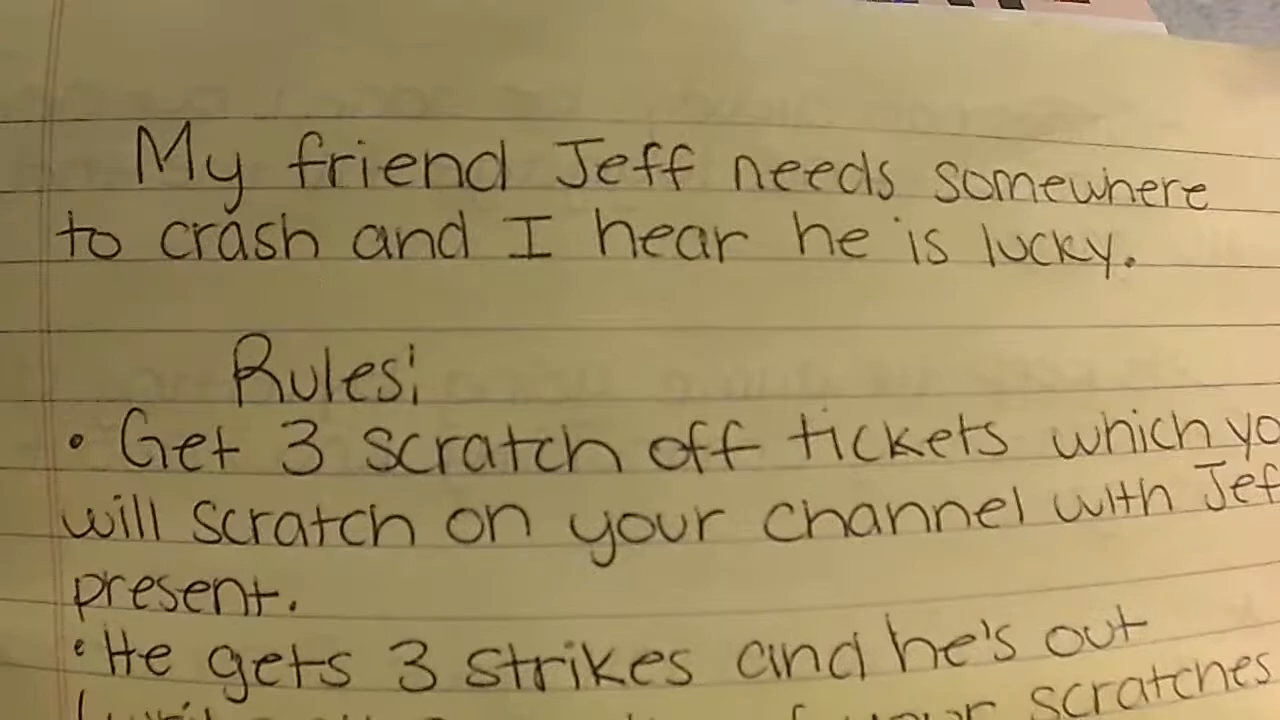 My friend Jeff needs somewhere
to crash and I hear he is lucky.
Rules:
• Get 3 scratch off tickets which yo
will scratch on your channel with Jef
present.
• He gets 3 strikes and he's out
scratches